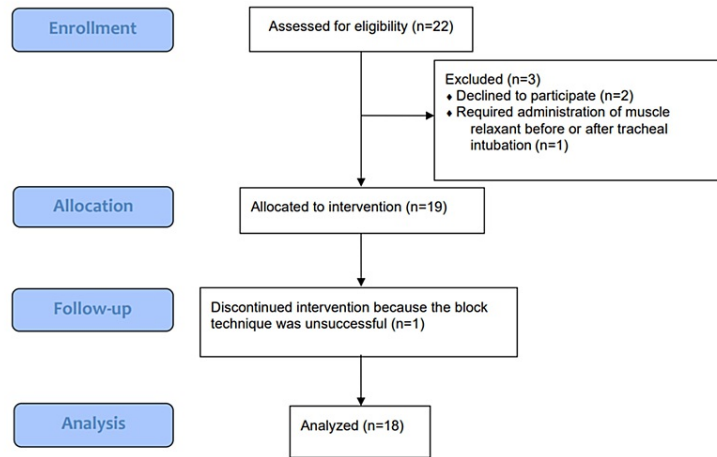 Enrollment
Assessed for eligibility (n=22)
Excluded (n=3)
♦ Declined to participate (n=2)
♦ Required administration of muscle
relaxant before or after tracheal
intubation (n=1)
Allocation
Allocated to intervention (n=19)
Follow-up
Discontinued intervention because the block
technique was unsuccessful (n=1)
Analysis
Analyzed (n=18)